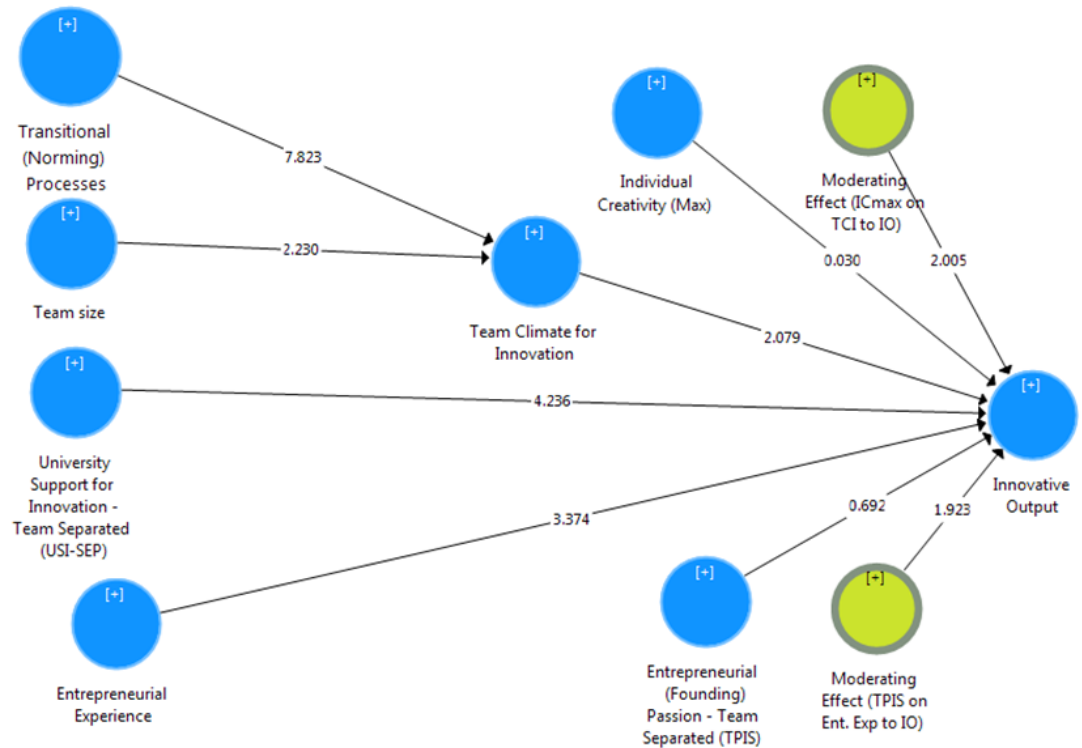 [+]
Transitional
(Norming)
Processes
[+]
Team size
[+]
University
Support for
Innovation -
Team Separated
(USI-SEP)
[+]
Entrepreneurial
Experience
7.823
2.230
[+]
Team Climate for
Innovation
[+]
Individual
Creativity (Max)
[+]
Moderating
Effect (ICmax on
TCI to IO)
0.030
2.005
2.079
4.236
3.374
0.692
1.923
[+]
Innovative
Output
[+]
Entrepreneurial
(Founding)
Passion - Team
Separated (TPIS)
[+]
Moderating
Effect (TPIS on
Ent. Exp to IO)